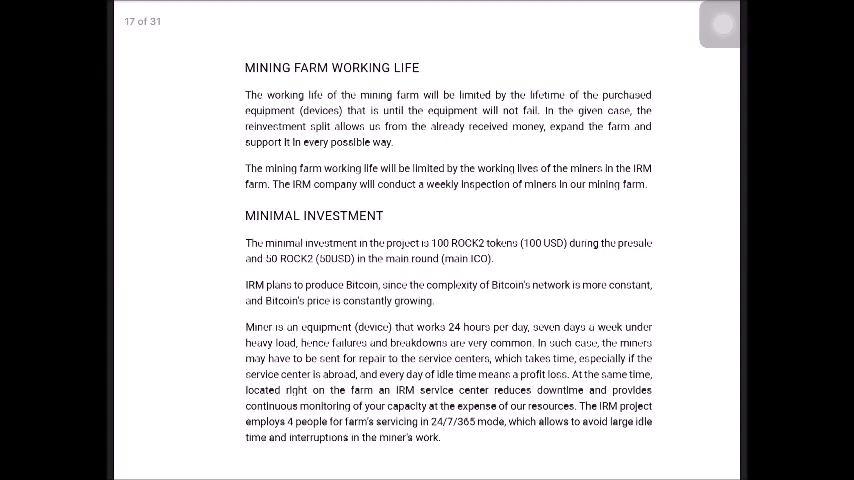 17 of 31
MINING FARM WORKING LIFE
The working life of the mining farm will be limited by the lifetime of the purchased
equipment (devices) that is until the equipment will not fail. In the given case, the
reinvestment split allows us from the already received money, expand the farm and
support it in every possible way.
The mining farm working life will be limited by the working lives of the miners in the IRM
farm. The IRM company will conduct a weekly inspection of miners in our mining farm.
MINIMAL INVESTMENT
The minimal investment in the project is 100 ROCK2 tokens (100 USD) during the presale
and 50 ROCK2 (50USD) in the main round (main ICO).
IRM plans to produce Bitcoin, since the complexity of Bitcoin's network is more constant,
and Bitcoin's price is constantly growing.
Miner is an equipment (device) that works 24 hours per day, seven days a week under
heavy load, hence failures and breakdowns are very common. In such case, the miners
may have to be sent for repair to the service centers, which takes time, especially if the
service center is abroad, and every day of idle time means a profit loss. At the same time,
located right on the farm an IRM service center reduces downtime and provides
continuous monitoring of your capacity at the expense of our resources. The IRM project
employs 4 people for farm's servicing in 24/7/365 mode, which allows to avoid large idle
time and interruptions in the miner's work.